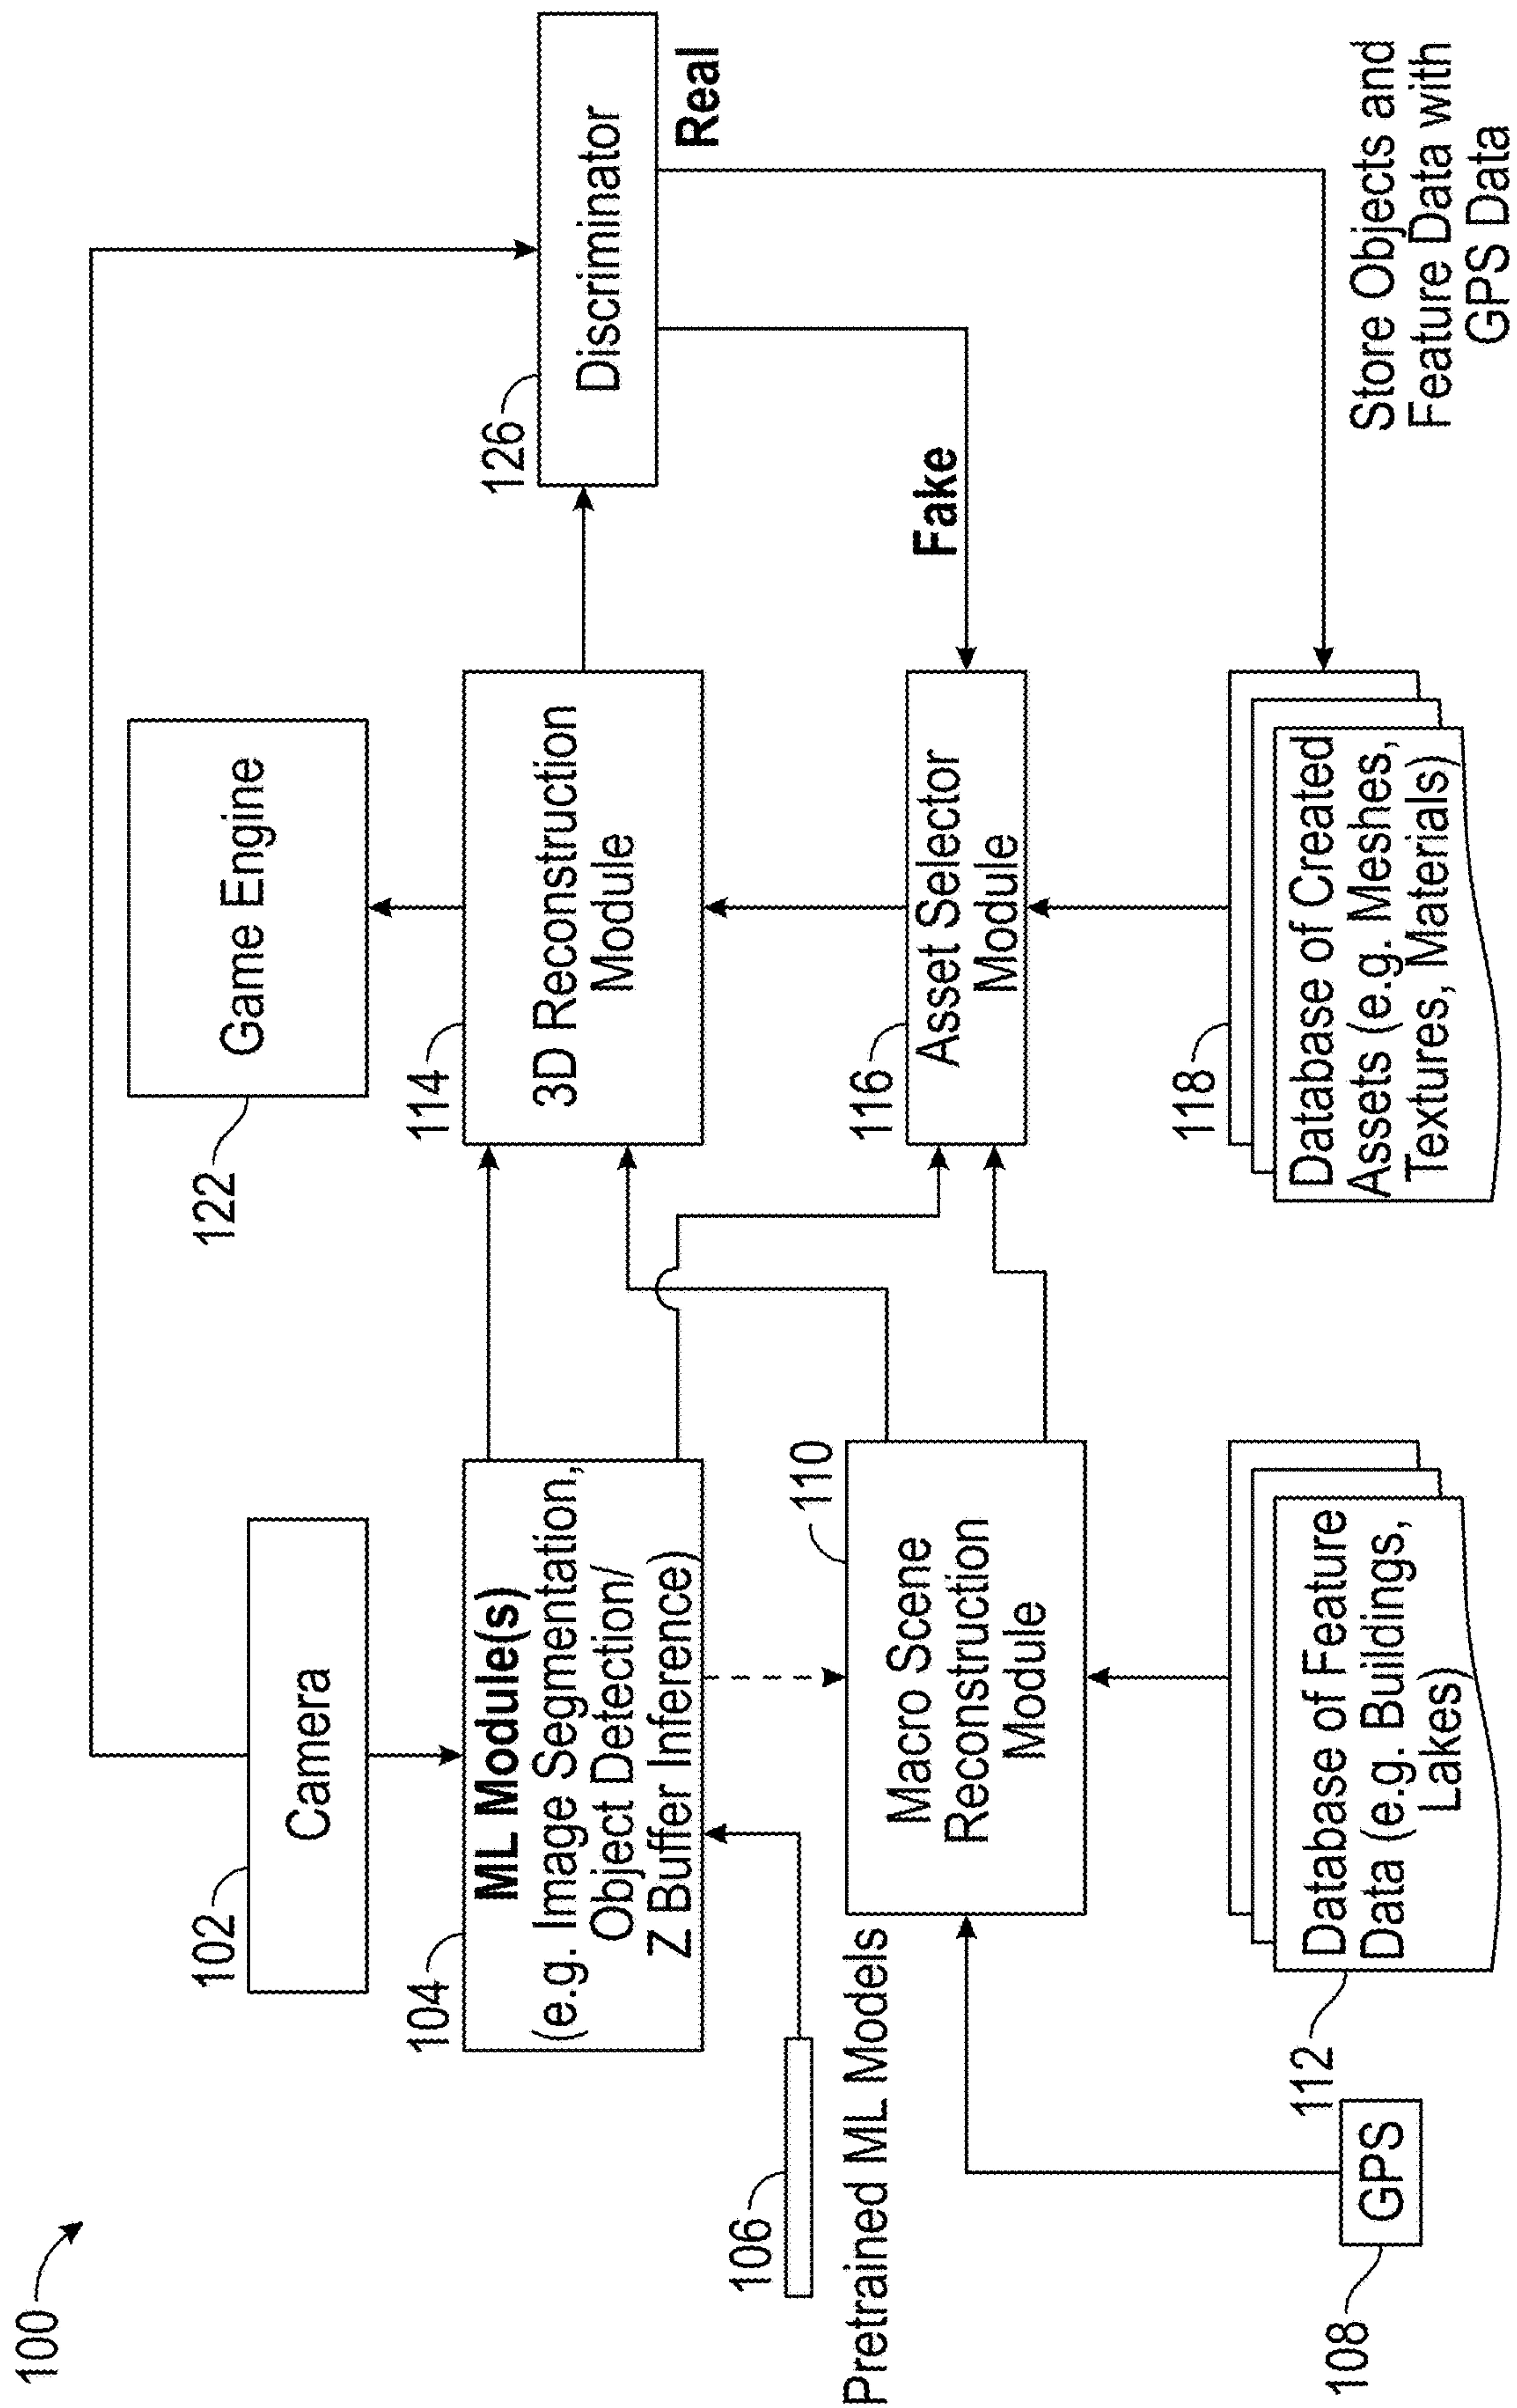 100
102
Camera
104
ML Module(s)
(e.g. Image Segmentation,
Object Detection/
Z Buffer Inference)
106
Pretrained ML Models
108
GPS
110
Macro Scene
Reconstruction
Module
112
Database of Feature
Data (e.g. Buildings,
Lakes)
122
Game Engine
114
3D Reconstruction
Module
116
Asset Selector
Module
118
Database of Created
Assets (e.g. Meshes,
Textures, Materials)
126
Discriminator
Real
Fake
Store Objects and
Feature Data with
GPS Data